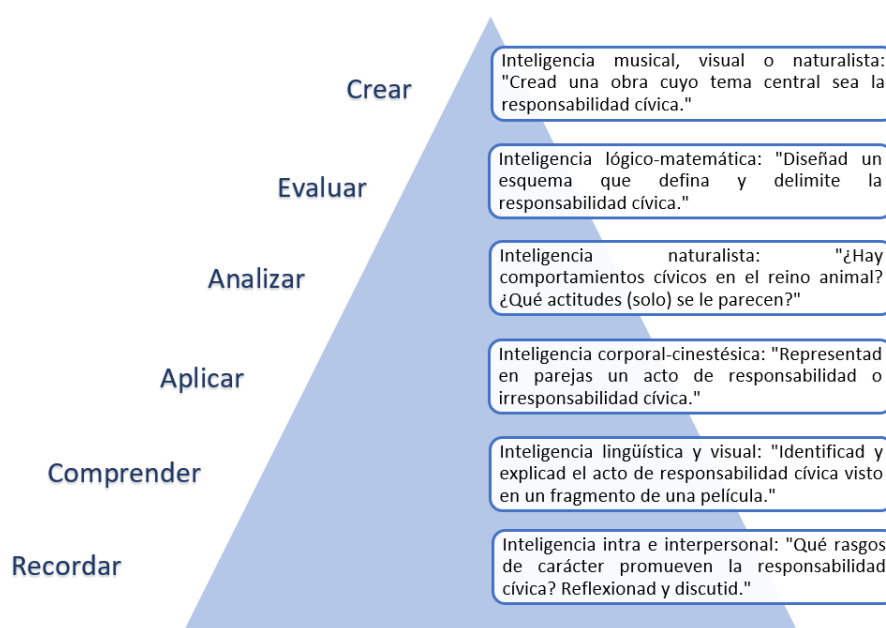 Crear
Inteligencia musical, visual o naturalista:
"Cread una obra cuyo tema central sea la
responsabilidad cívica."
Evaluar
Inteligencia lógico-matemática: "Diseñad un
esquema que defina y delimite la
responsabilidad cívica."
Analizar
Inteligencia naturalista: "¿Hay
comportamientos cívicos en el reino animal?
¿Qué actitudes (solo) se le parecen?"
Aplicar
Inteligencia corporal-cinestésica: "Representad
en parejas un acto de responsabilidad o
irresponsabilidad cívica."
Comprender
Inteligencia lingüística y visual: "Identificad y
explicad el acto de responsabilidad cívica visto
en un fragmento de una película."
Recordar
Inteligencia intra e interpersonal: "Qué rasgos
de carácter promueven la responsabilidad
cívica? Reflexionad y discutid."